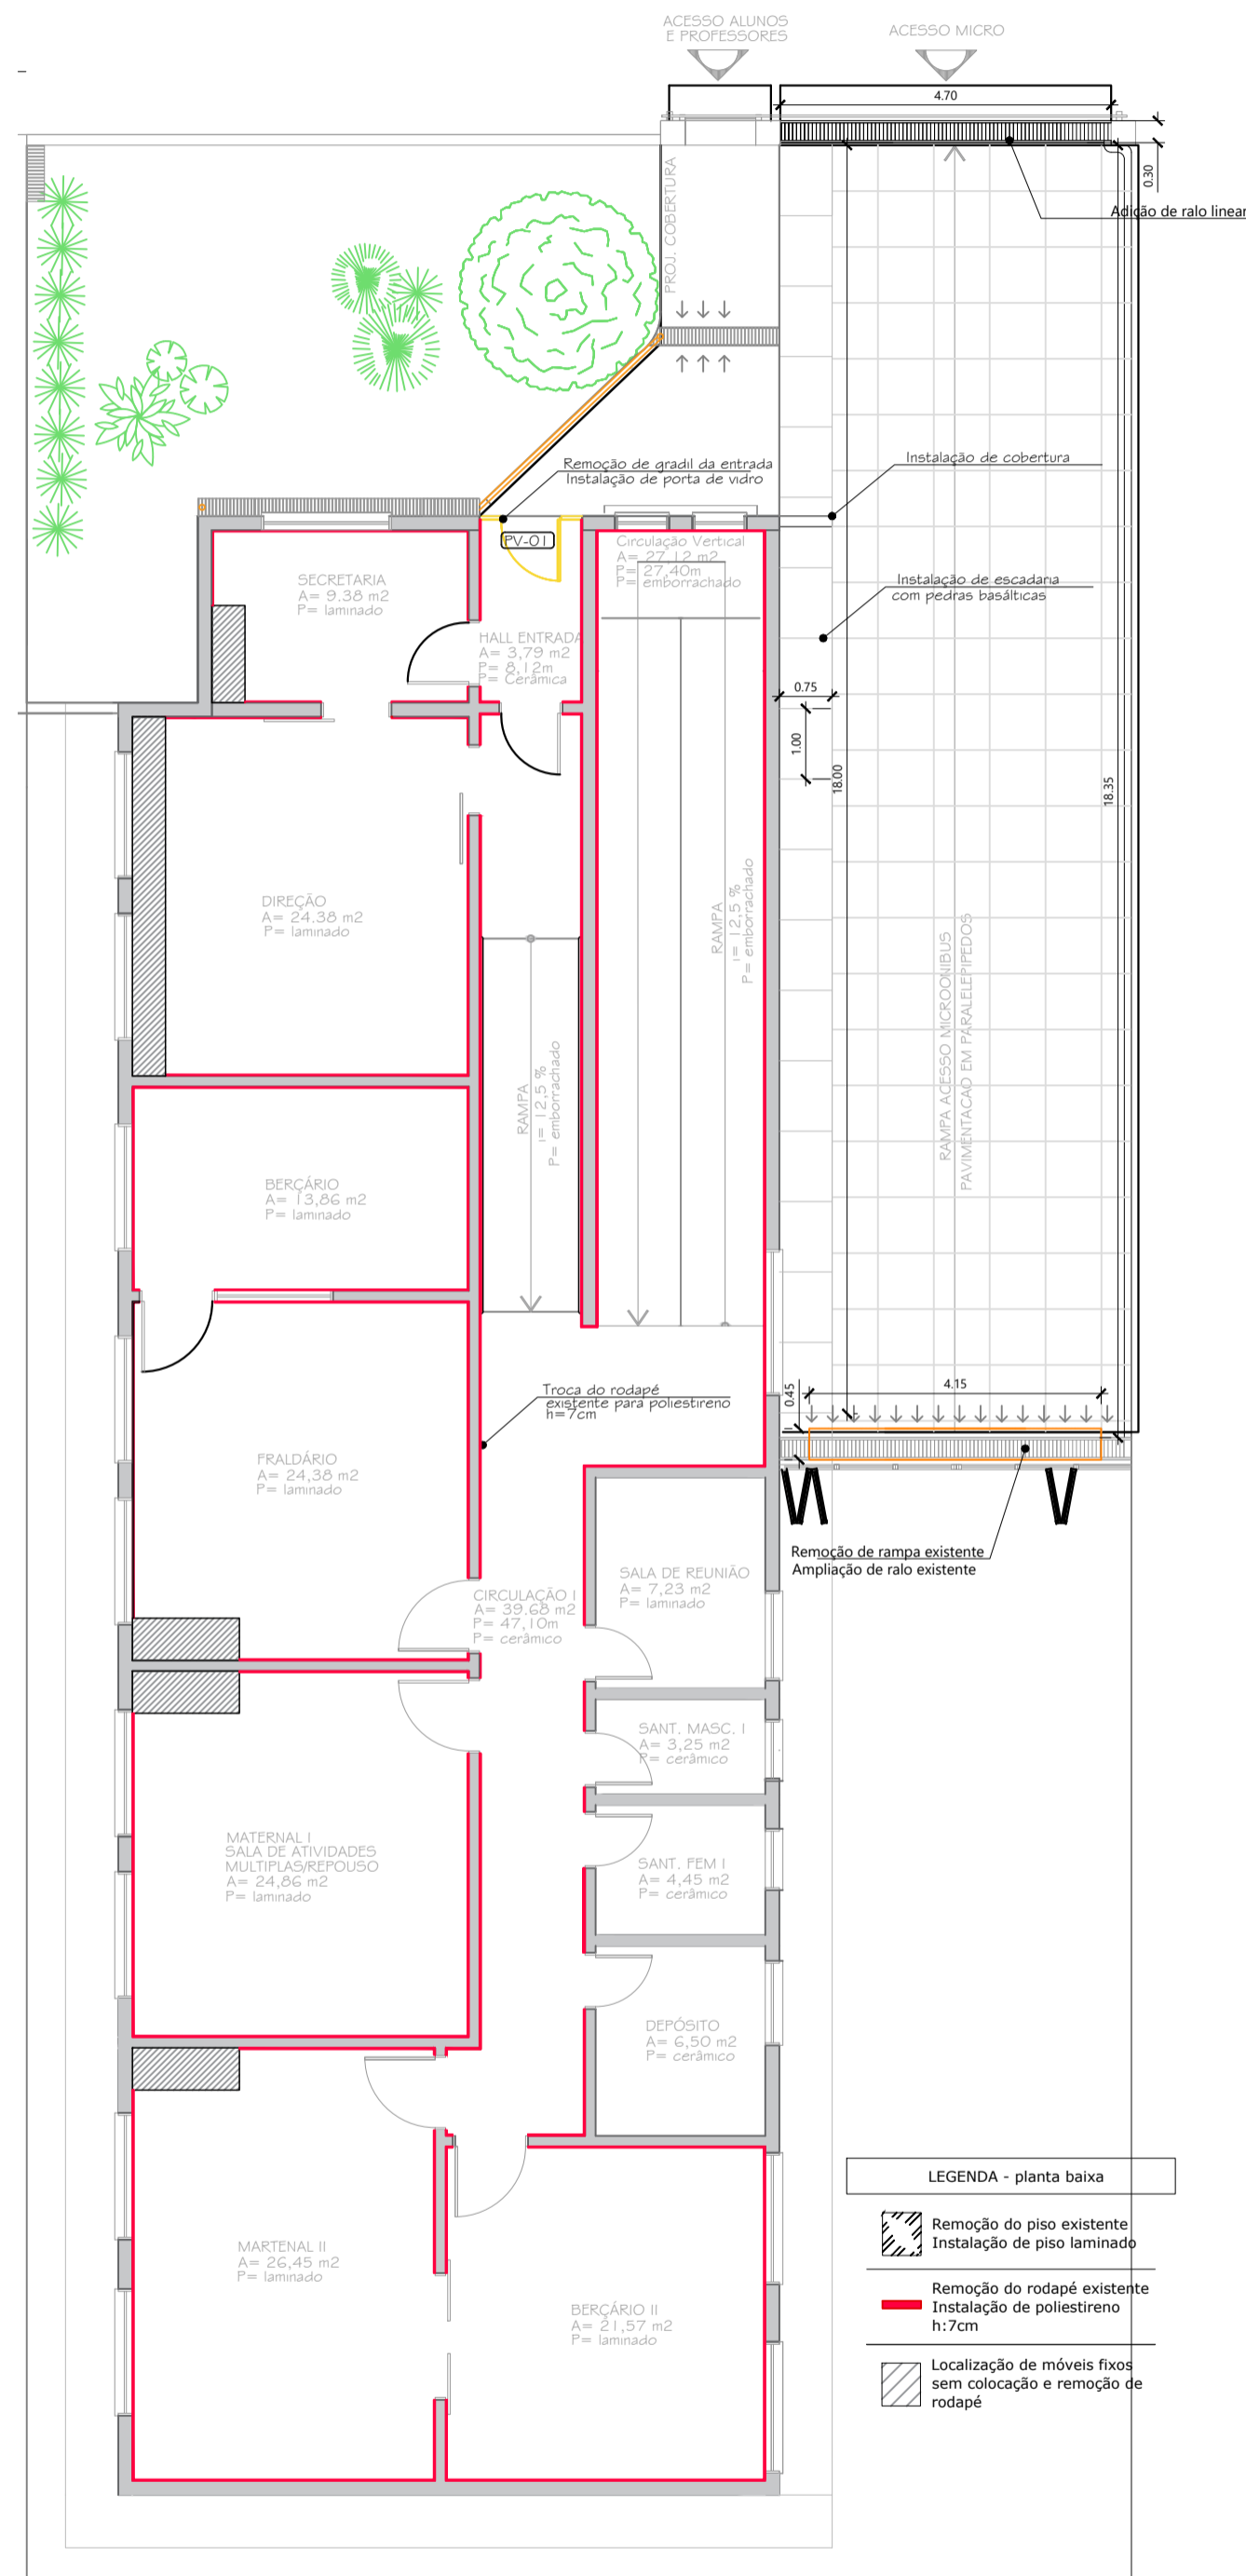 ACESSO ALUNOS
E PROFESSORES
ACESSO MICRO
4.70
0.30
PROJ. COBERTURA
Adição de ralo linear
Remoção de gradil da entrada
Instalação de porta de vidro
Instalação de cobertura
PV-01
Circulação Vertical
A= 27,12 m2
P= 27,40m
P= emborrachado
SECRETARIA
A= 9.38 m2
P= laminado
Instalação de escadaria
com pedras basálticas
HALL ENTRADA
A= 3,79 m2
P= 8,12m
P= Cerâmica
0.75
1.00
18.00
18.35
DIREÇÃO
A= 24.38 m2
P= laminado
RAMPA
i= 12,5 %
P= emborrachado
RAMPA ACESSO MICROONIBUS
PAVIMENTACAO EM PARALELEPIPEDOS
RAMPA
i= 12,5 %
P= emborrachado
BERÇÁRIO
A= 13,86 m2
P= laminado
Troca do rodapé
existente para poliestireno
h=7cm
0.45
4.15
FRALDÁRIO
A= 24,38 m2
P= laminado
Remoção de rampa existente
Ampliação de ralo existente
SALA DE REUNIÃO
A= 7,23 m2
P= laminado
CIRCULAÇÃO I
A= 39.68 m2
P= 47,10m
P= cerâmico
SANT. MASC. I
A= 3,25 m2
P= cerâmico
MATERNAL I
SALA DE ATIVIDADES
MULTIPLAS/REPOUSO
A= 24,86 m2
P= laminado
SANT. FEM I
A= 4,45 m2
P= cerâmico
DEPÓSITO
A= 6,50 m2
P= cerâmico
MARTENAL II
A= 26,45 m2
P= laminado
BERÇÁRIO II
A= 21,57 m2
P= laminado
LEGENDA - planta baixa
Remoção do piso existente
Instalação de piso laminado
Remoção do rodapé existente
Instalação de poliestireno
h:7cm
Localização de móveis fixos
sem colocação e remoção de
rodapé